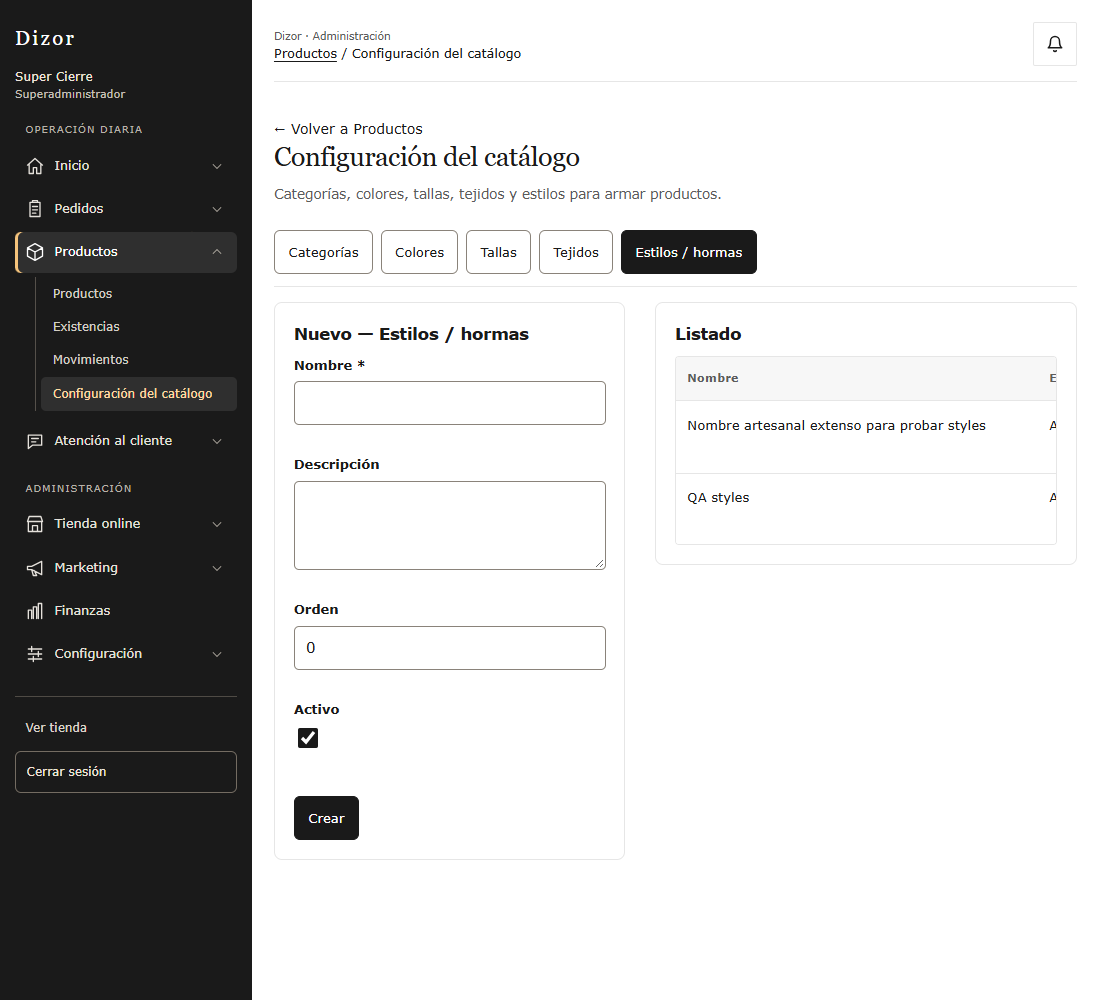 Dizor
Super Cierre
Superadministrador
OPERACIÓN DIARIA
Inicio
Pedidos
Productos
Productos
Existencias
Movimientos
Configuración del catálogo
Atención al cliente
ADMINISTRACIÓN
Tienda online
Marketing
Finanzas
Configuración
Ver tienda
Cerrar sesión
Dizor · Administración
Productos / Configuración del catálogo
← Volver a Productos
Configuración del catálogo
Categorías, colores, tallas, tejidos y estilos para armar productos.
Categorías Colores Tallas Tejidos Estilos / hormas
Nuevo — Estilos / hormas
Nombre *
Descripción
Orden
0
Activo
Crear
Listado
Nombre
Nombre artesanal extenso para probar styles
QA styles